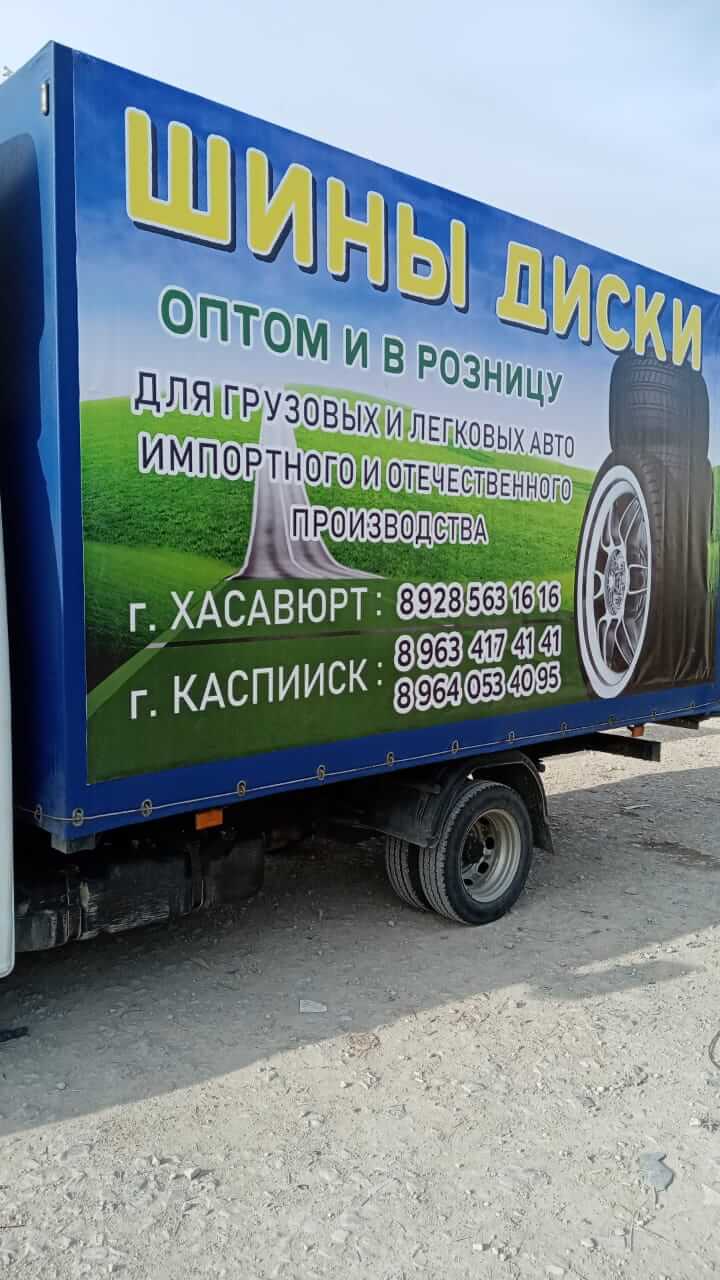 ШИНЫ ДИСКИ
ОПТОМ И В РОЗНИЦУ
ДЛЯ ГРУЗОВЫХ И ЛЕГКОВЫХ АВТО
ИМПОРТНОГО И ОТЕЧЕСТВЕННОГО
ПРОИЗВОДСТВА
г. ХАСАВЮРТ : 8 928 563 16 16
8 963 417 41 41
г. КАСПИИСК : 8 964 053 40 95